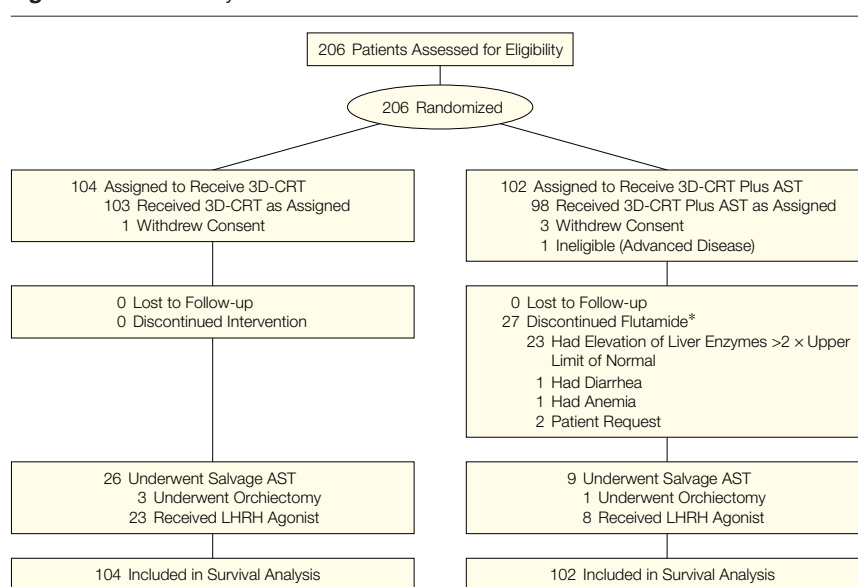 206 Patients Assessed for Eligibility
206 Randomized
104 Assigned to Receive 3D-CRT
103 Received 3D-CRT as Assigned
1 Withdrew Consent
102 Assigned to Receive 3D-CRT Plus AST
98 Received 3D-CRT Plus AST as Assigned
3 Withdrew Consent
1 Ineligible (Advanced Disease)
0 Lost to Follow-up
0 Discontinued Intervention
0 Lost to Follow-up
27 Discontinued Flutamide*
23 Had Elevation of Liver Enzymes >2 × Upper
Limit of Normal
1 Had Diarrhea
1 Had Anemia
2 Patient Request
26 Underwent Salvage AST
3 Underwent Orchiectomy
23 Received LHRH Agonist
9 Underwent Salvage AST
1 Underwent Orchiectomy
8 Received LHRH Agonist
104 Included in Survival Analysis
102 Included in Survival Analysis